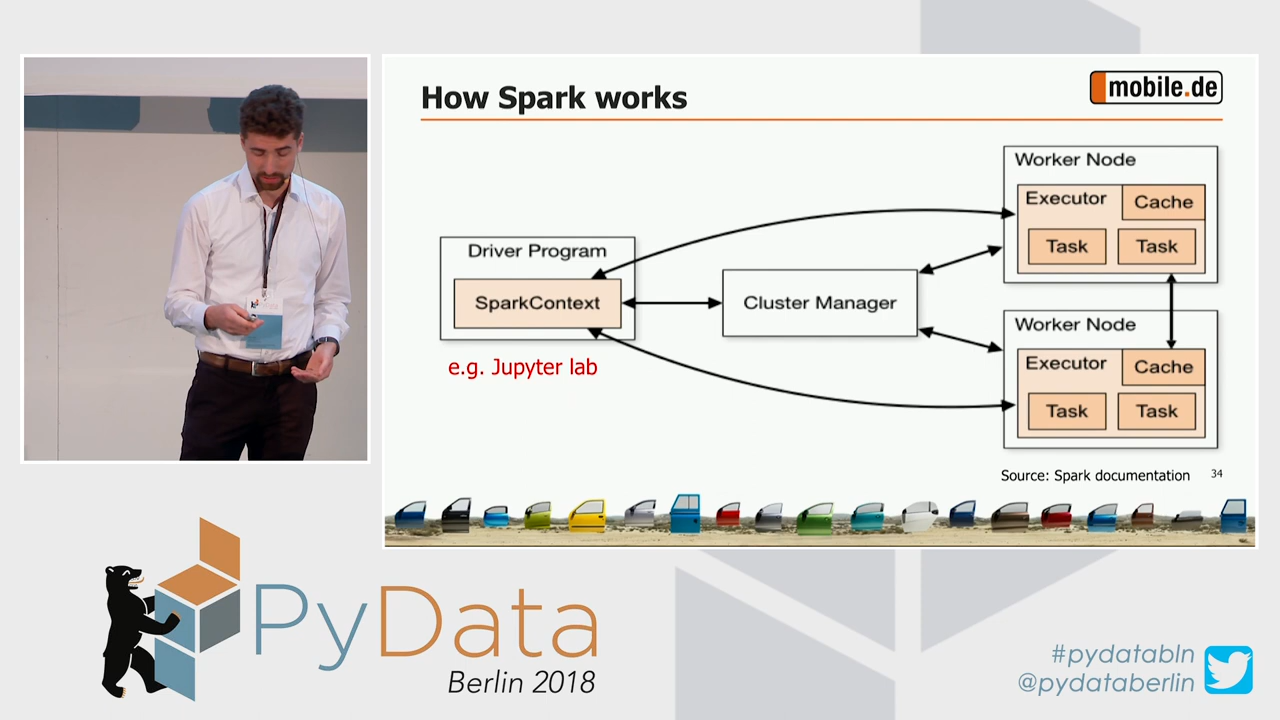 How Spark works
mobile.de
Driver Program
SparkContext
e.g. Jupyter lab
Cluster Manager
Worker Node
Executor
Cache
Task
Task
Worker Node
Executor
Cache
Task
Task
Source: Spark documentation
34
PyData
Berlin 2018
#pydatabln
@pydataberlin